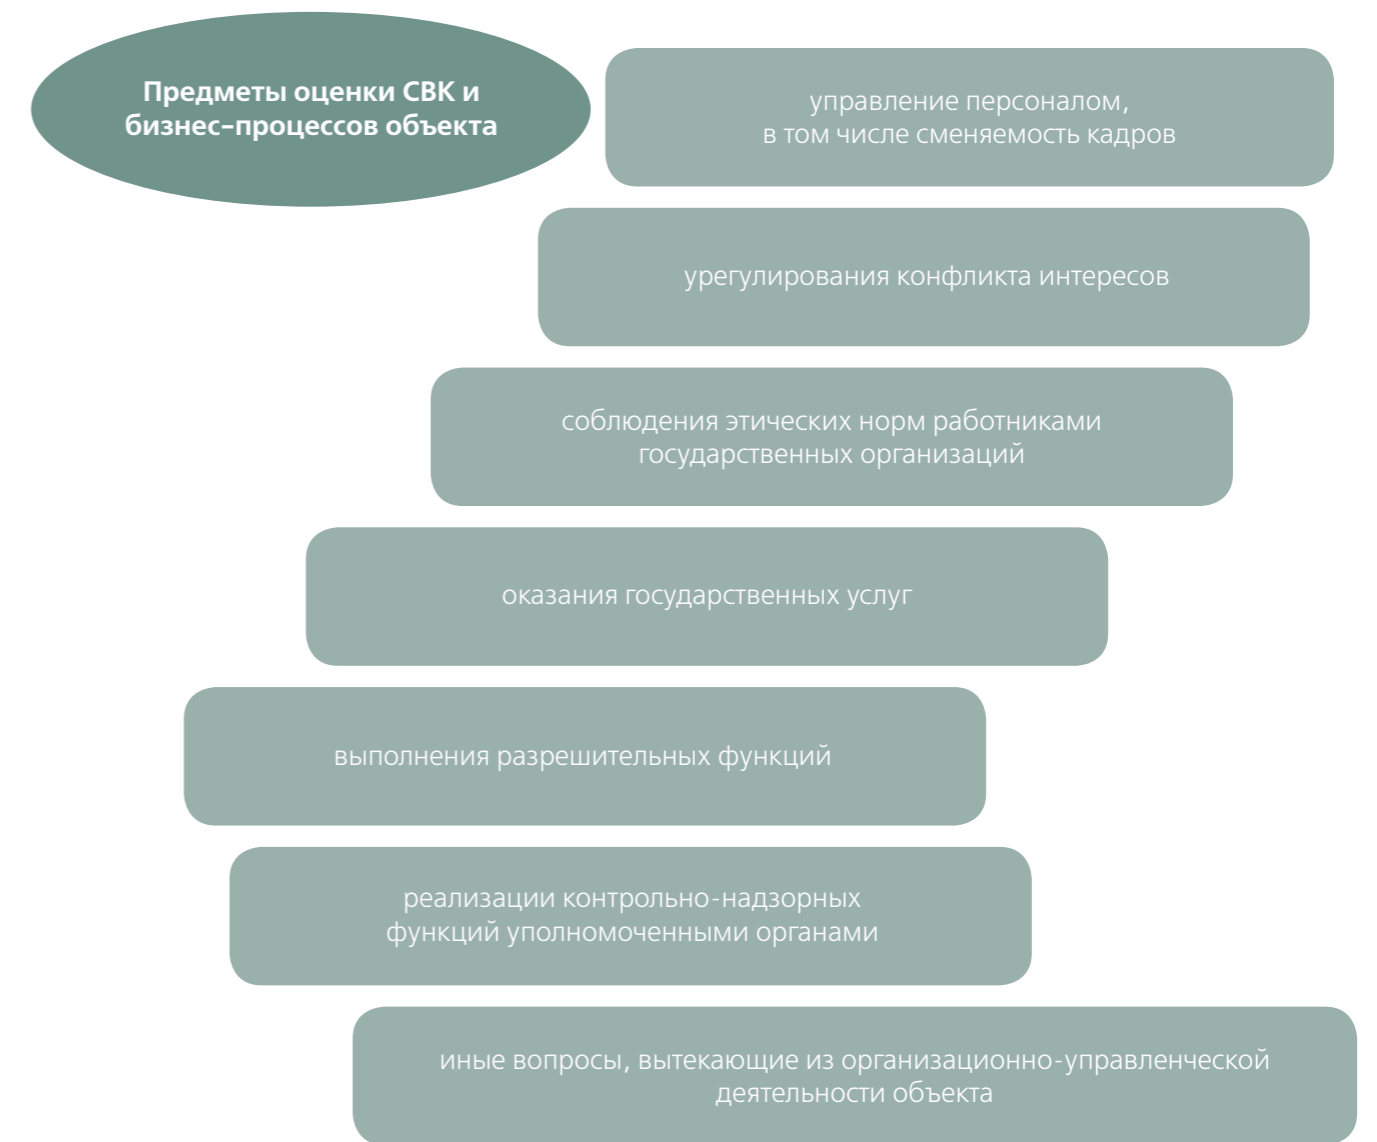 Предметы оценки СВК и
бизнес–процессов объекта
управление персоналом,
в том числе сменяемость кадров
урегулирования конфликта интересов
соблюдения этических норм работниками
государственных организаций
оказания государственных услуг
выполнения разрешительных функций
реализации контрольно-надзорных
функций уполномоченными органами
иные вопросы, вытекающие из организационно-управленческой
деятельности объекта